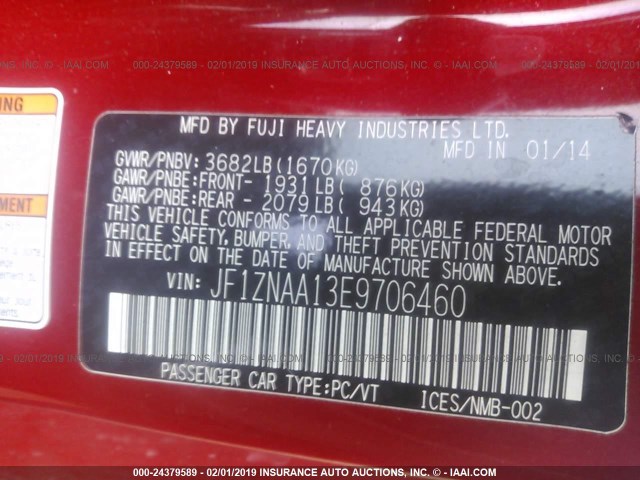 000-24379589 - 02/01/2019 INSURANCE AUTO AUCTIONS, INC. © - IAAI.COM
MFD BY FUJI HEAVY INDUSTRIES LTD.
MFD IN 01/14
GVWR/PNBV: 3682LB(1670KG)
GAWR/PNBE:FRONT- 1931LB( 876KG)
GAWR/PNBE:REAR - 2079LB( 943KG)
THIS VEHICLE CONFORMS TO ALL APPLICABLE FEDERAL MOTOR
VEHICLE SAFETY, BUMPER, AND THEFT PREVENTION STANDARDS
IN EFFECT ON THE DATE OF MANUFACTURE SHOWN ABOVE.
VIN: JF1ZNAA13E9706460
PASSENGER CAR TYPE:PC/VT ICES/NMB-002
000-24379589 - 02/01/2019 INSURANCE AUTO AUCTIONS, INC. © - IAAI.COM